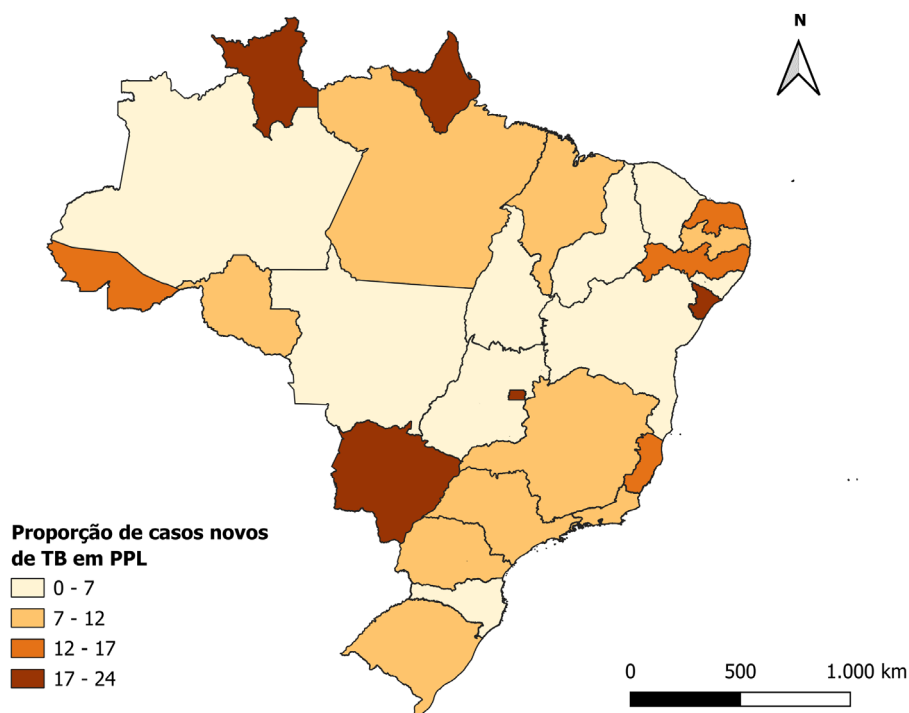 N
Proporção de casos novos
de TB em PPL
0 - 7
7 - 12
12 - 17
17 - 24
0 500 1.000 km